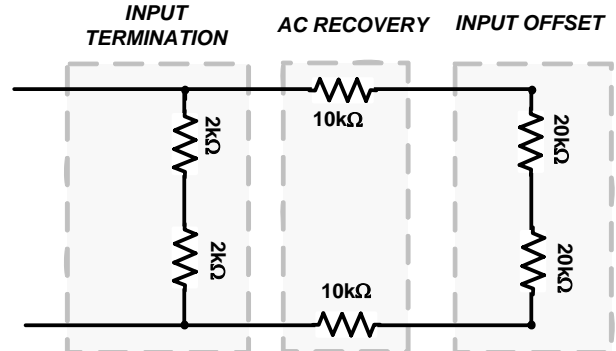 INPUT
TERMINATION
AC RECOVERY
INPUT OFFSET
2kΩ
10kΩ
20kΩ
2kΩ
20kΩ
10kΩ